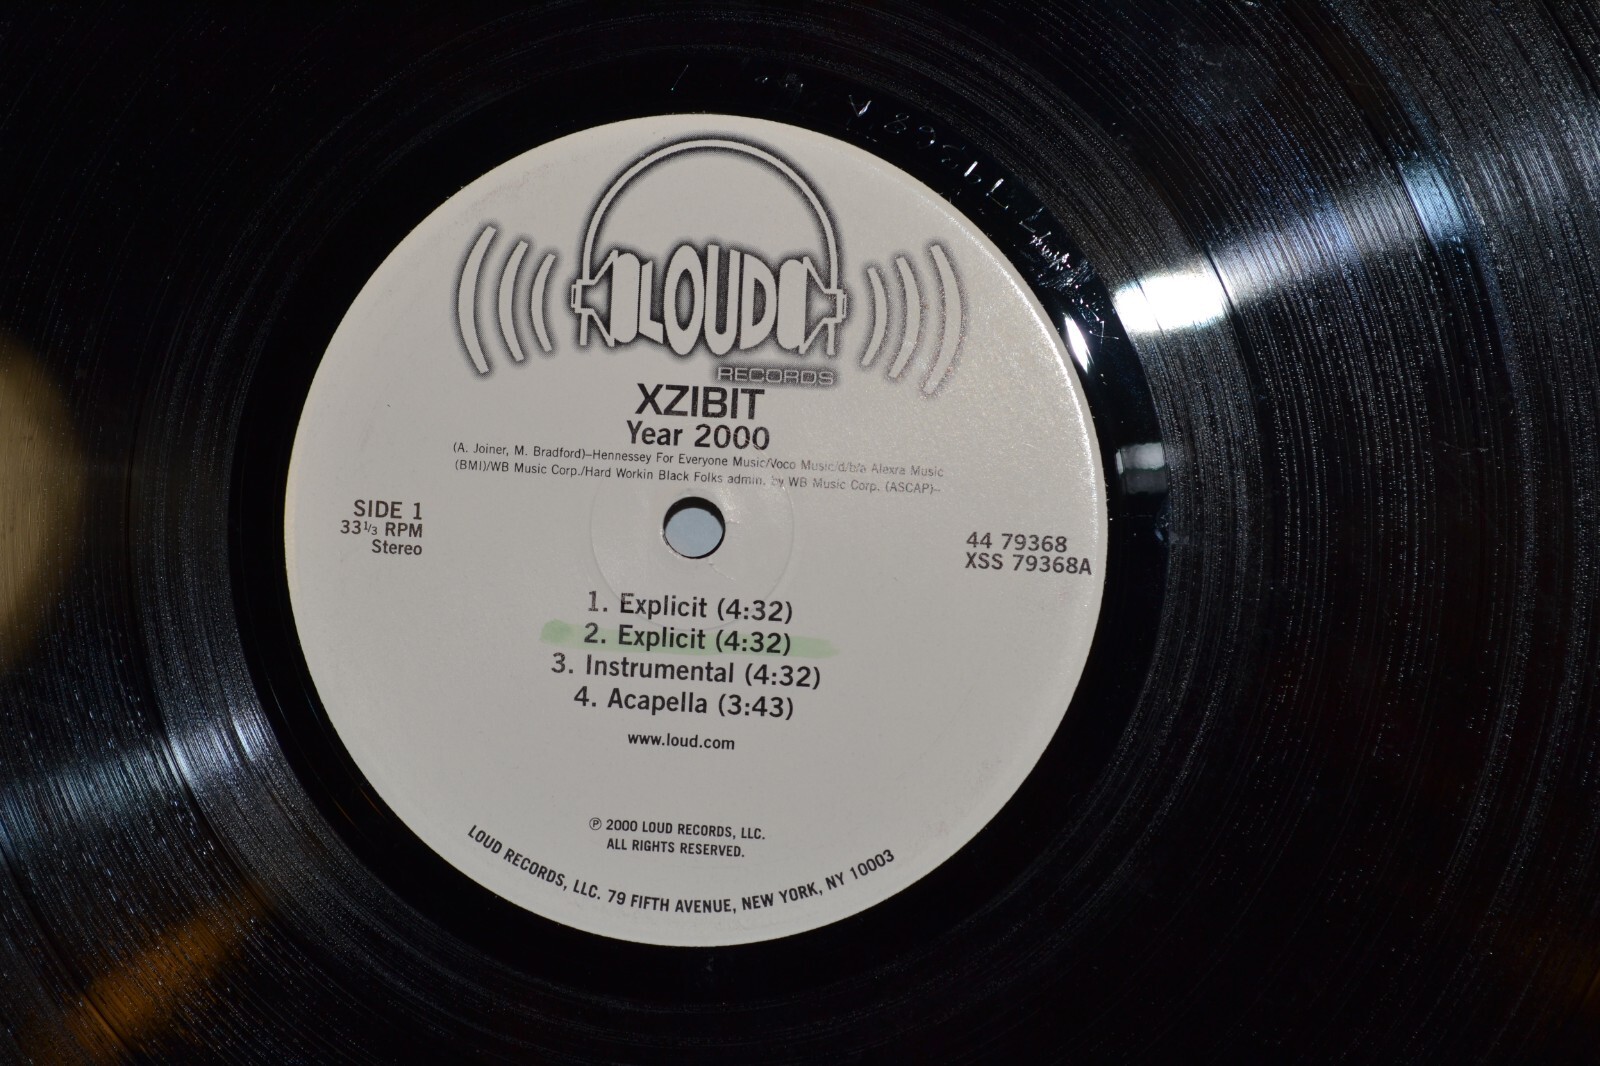 LOUD
RECORDS
XZIBIT
Year 2000
(A. Joiner, M. Bradford)–Hennessey For Everyone Music/Voco Music/d/b/a Alexra Music
(BMI)/WB Music Corp./Hard Workin Black Folks admin. by WB Music Corp. (ASCAP)–
SIDE 1
33 1/3 RPM
Stereo
44 79368
XSS 79368A
1. Explicit (4:32)
2. Explicit (4:32)
3. Instrumental (4:32)
4. Acapella (3:43)
www.loud.com
℗ 2000 LOUD RECORDS, LLC.
ALL RIGHTS RESERVED.
LOUD RECORDS, LLC. 79 FIFTH AVENUE, NEW YORK, NY 10003